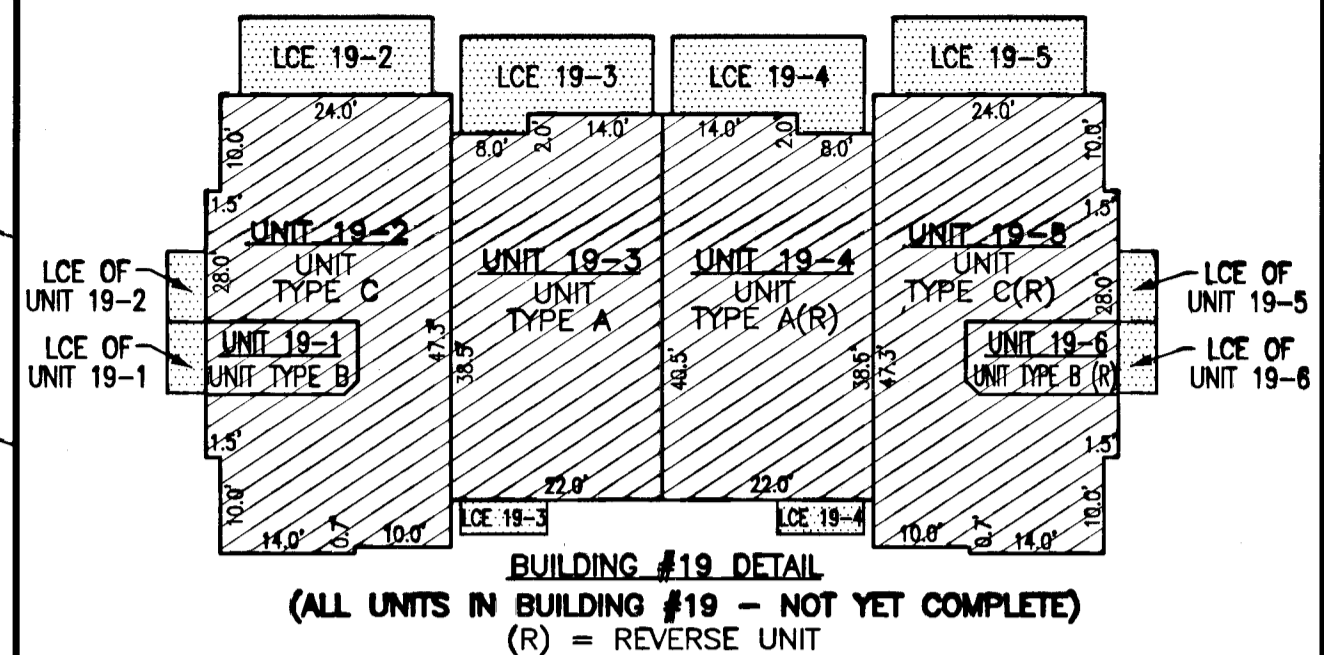 LCE 19-2
LCE 19-3
LCE 19-4
LCE 19-5
24.0'
24.0'
10.0'
8.0'
2.0'
14.0'
14.0'
2.0'
8.0'
10.0'
1.5'
1.5'
UNIT 19-2
UNIT
TYPE C
UNIT 19-3
UNIT
TYPE A
UNIT 19-4
UNIT
TYPE A(R)
UNIT 19-5
UNIT
TYPE C(R)
LCE OF
UNIT 19-2
28.0'
28.0'
LCE OF
UNIT 19-5
LCE OF
UNIT 19-1
UNIT 19-1
UNIT TYPE B
47.3'
38.5'
40.5'
38.5'
47.3'
UNIT 19-6
UNIT TYPE B (R)
LCE OF
UNIT 19-6
1.5'
1.5'
10.0'
14.0'
0.7'
10.0'
22.0'
22.0'
10.0'
0.7'
14.0'
10.0'
LCE 19-3
LCE 19-4
BUILDING #19 DETAIL
(ALL UNITS IN BUILDING #19 - NOT YET COMPLETE)
(R) = REVERSE UNIT